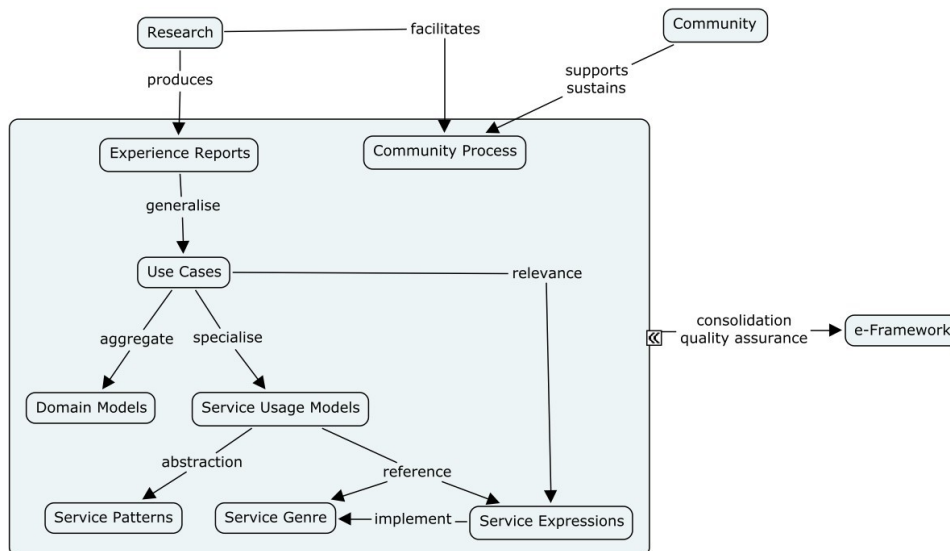 Research
facilitates
Community
produces
supports
sustains
Experience Reports
Community Process
generalise
Use Cases
relevance
aggregate
specialise
consolidation
quality assurance
e-Framework
Domain Models
Service Usage Models
abstraction
reference
Service Patterns
Service Genre
implement
Service Expressions